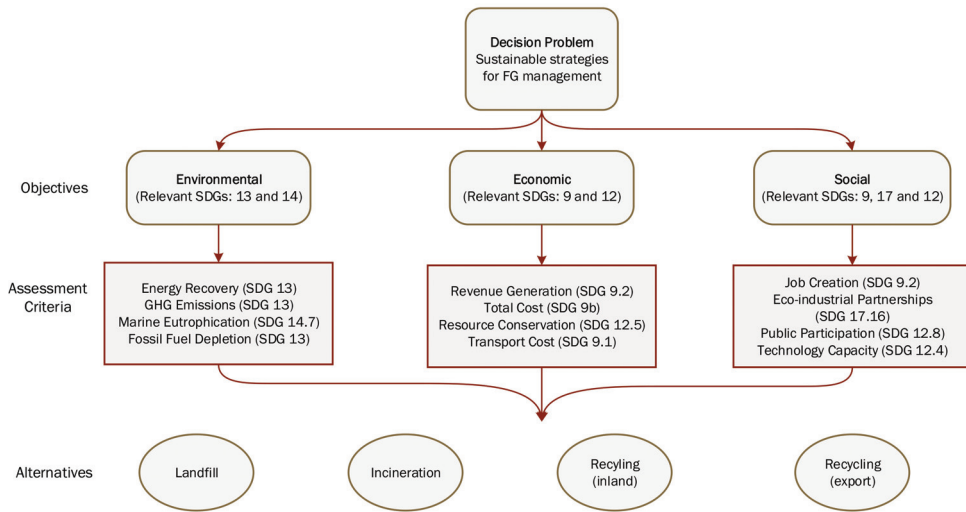 Decision Problem
Sustainable strategies
for FG management
Objectives
Environmental
(Relevant SDGs: 13 and 14)
Economic
(Relevant SDGs: 9 and 12)
Social
(Relevant SDGs: 9, 17 and 12)
Assessment
Criteria
Energy Recovery (SDG 13)
GHG Emissions (SDG 13)
Marine Eutrophication (SDG 14.7)
Fossil Fuel Depletion (SDG 13)
Revenue Generation (SDG 9.2)
Total Cost (SDG 9b)
Resource Conservation (SDG 12.5)
Transport Cost (SDG 9.1)
Job Creation (SDG 9.2)
Eco-industrial Partnerships
(SDG 17.16)
Public Participation (SDG 12.8)
Technology Capacity (SDG 12.4)
Alternatives
Landfill
Incineration
Recyling
(inland)
Recycling
(export)